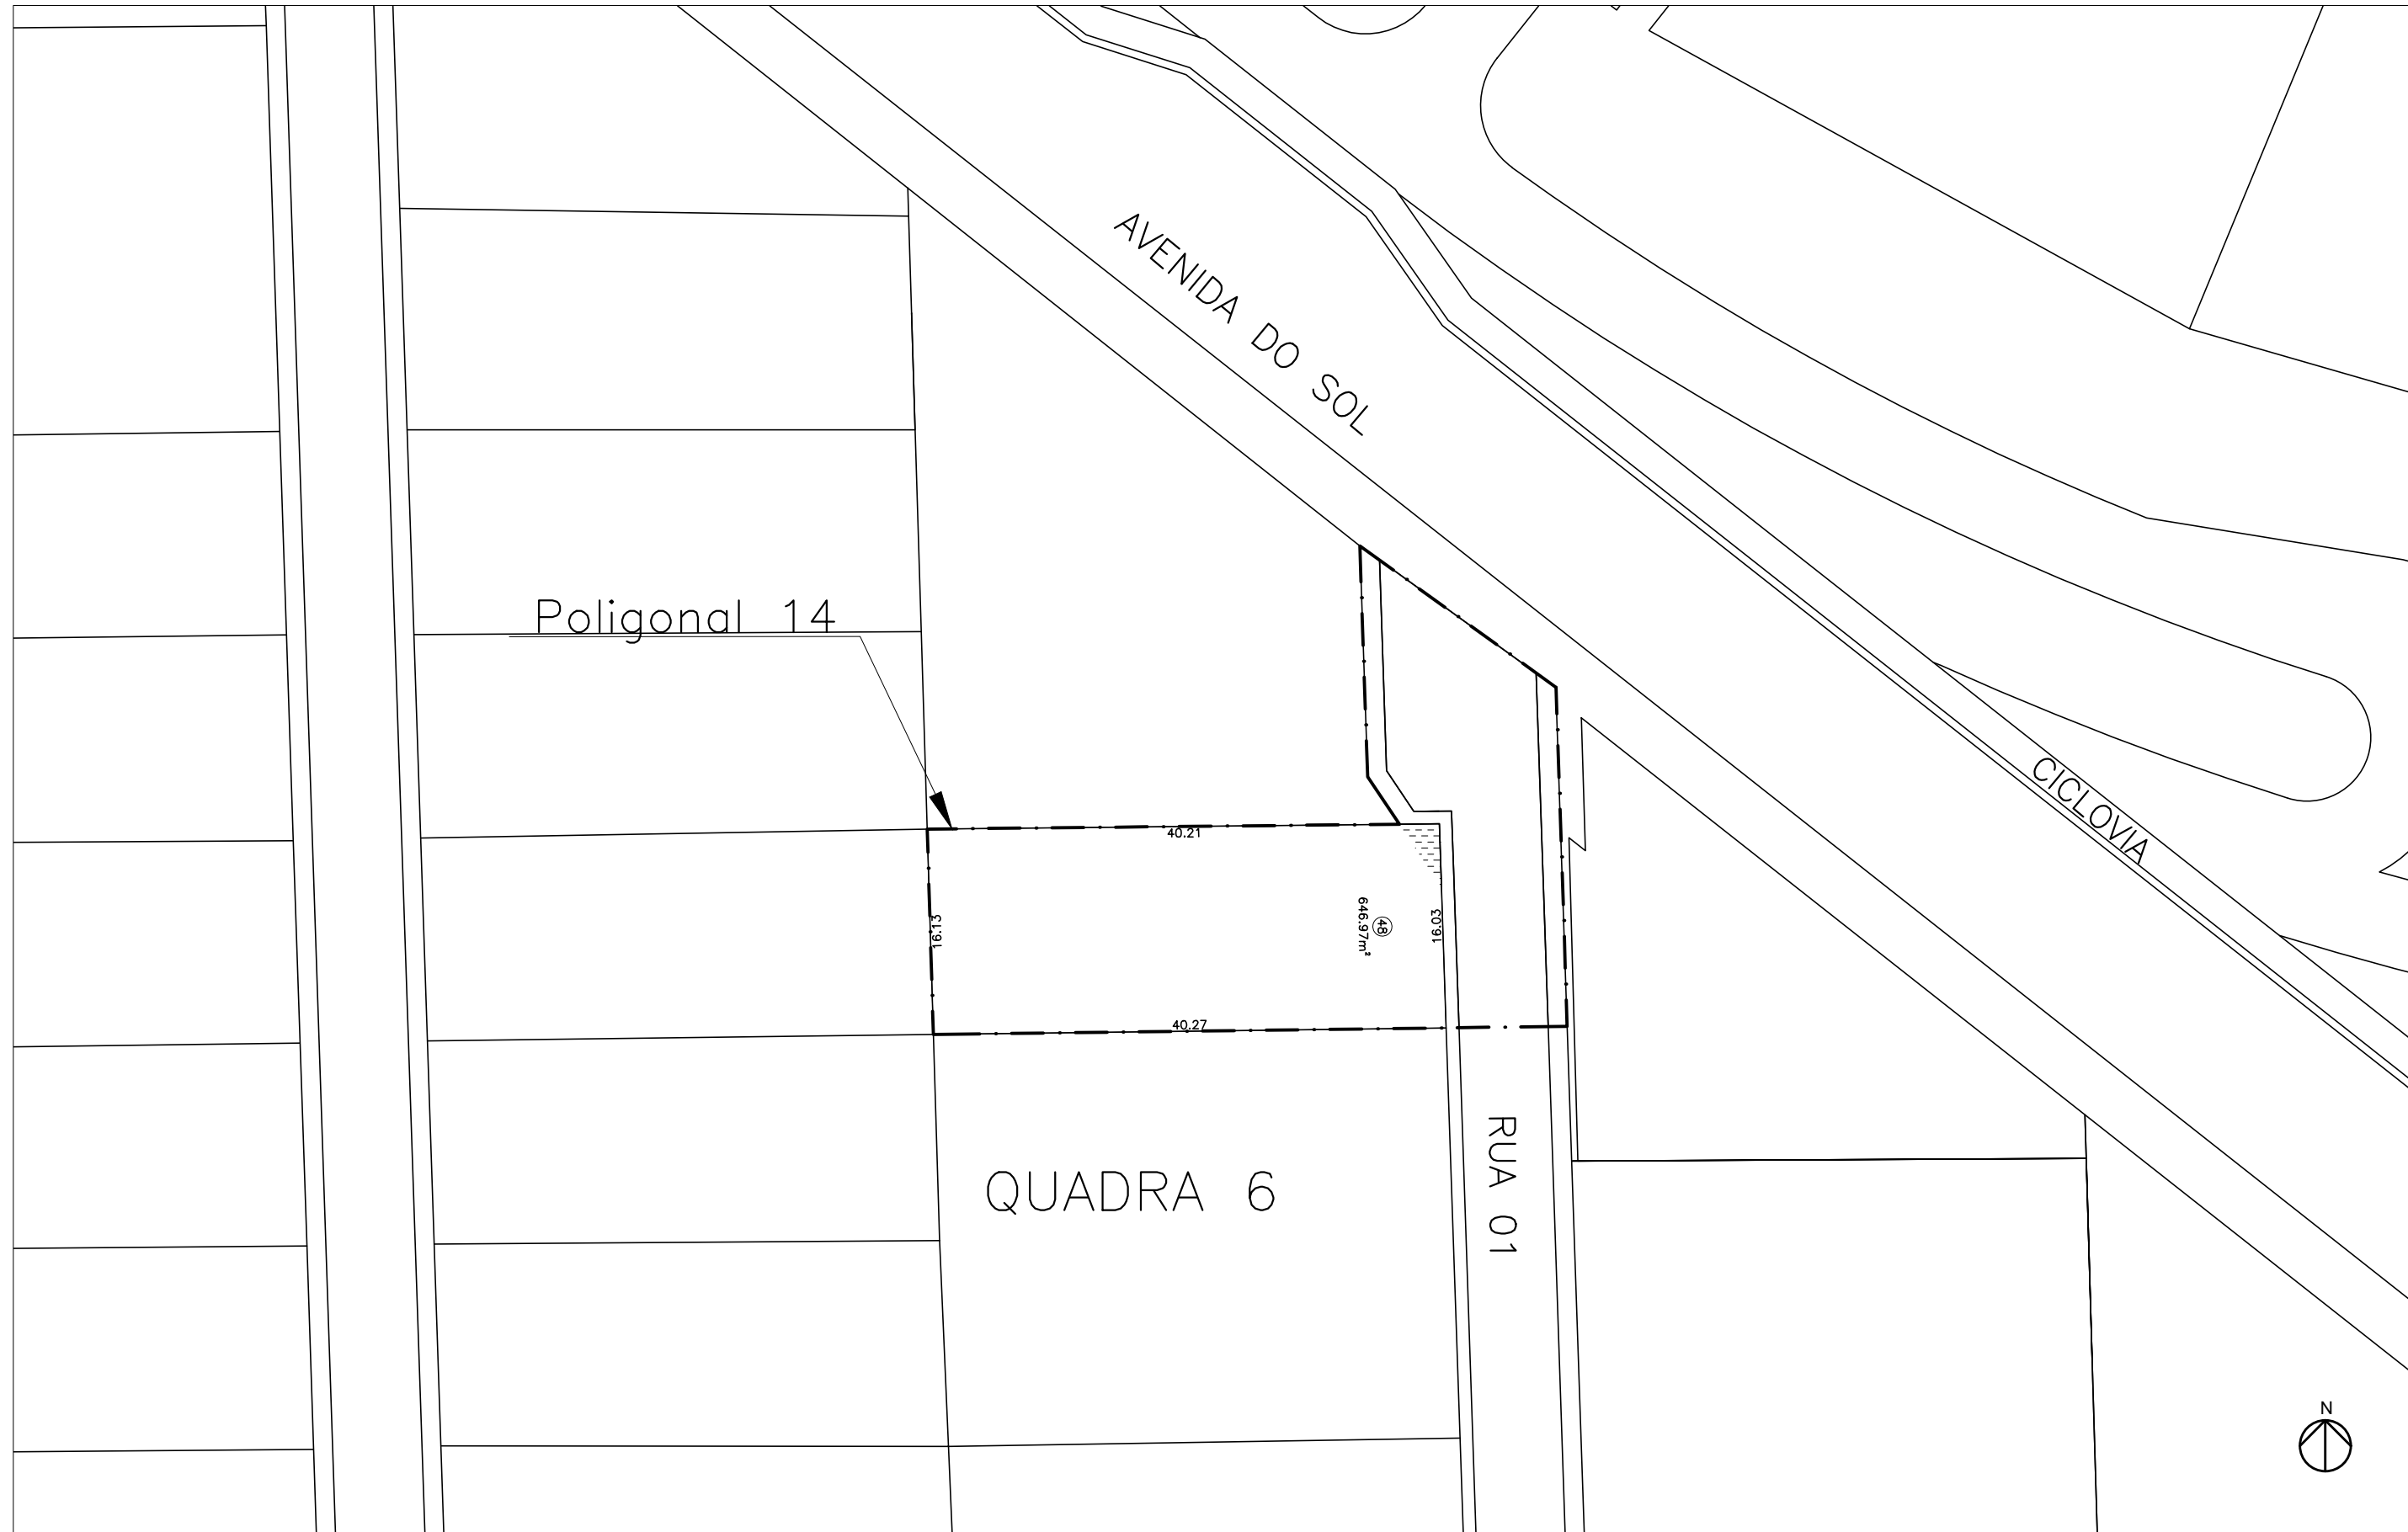 AVENIDA DO SOL
Poligonal 14
CICLOVIA
40.21
16.13
48
646.97m²
16.03
40.27
RUA 01
QUADRA 6
N